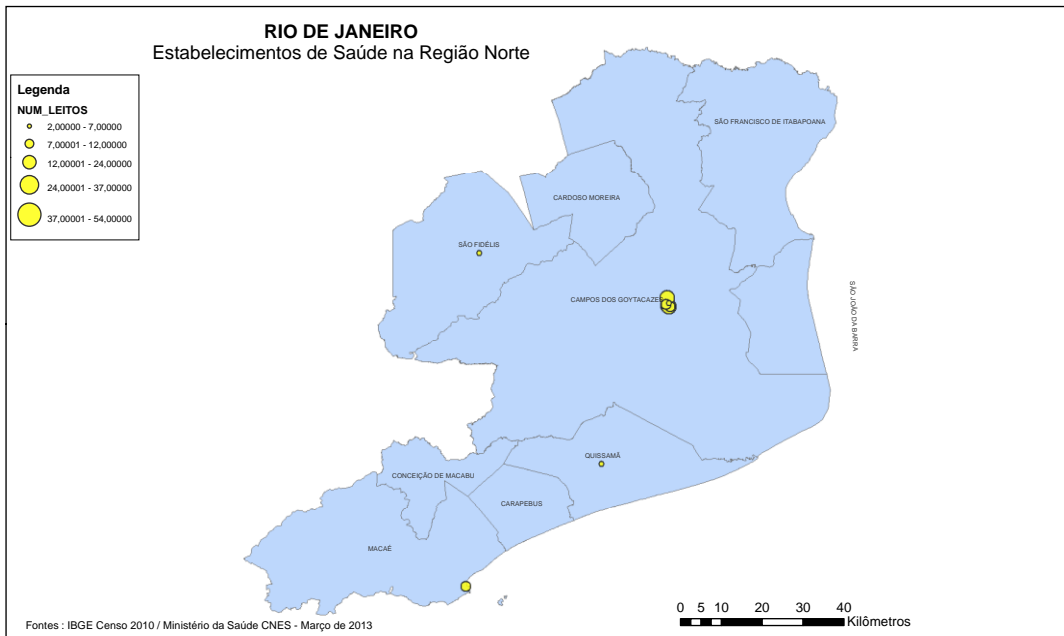 RIO DE JANEIRO
Estabelecimentos de Saúde na Região Norte
Legenda
NUM_LEITOS
2,00000 - 7,00000
7,00001 - 12,00000
12,00001 - 24,00000
24,00001 - 37,00000
37,00001 - 54,00000
SÃO FRANCISCO DE ITABAPOANA
CARDOSO MOREIRA
SÃO FIDÉLIS
CAMPOS DOS GOYTACAZE
SÃO JOÃO DA BARRA
QUISSAMÃ
CONCEIÇÃO DE MACABU
CARAPEBUS
MACAÉ
0 5 10 20 30 40
Kilômetros
Fontes : IBGE Censo 2010 / Ministério da Saúde CNES - Março de 2013